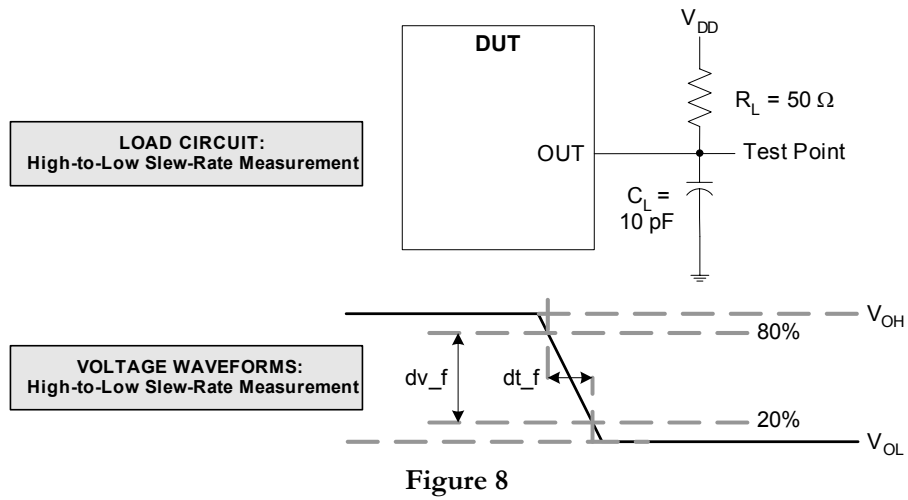 DUT
V_DD
R_L = 50 Ω
LOAD CIRCUIT:
High-to-Low Slew-Rate Measurement
OUT
Test Point
C_L =
10 pF
V_OH
80%
VOLTAGE WAVEFORMS:
High-to-Low Slew-Rate Measurement
dv_f
dt_f
20%
V_OL
Figure 8